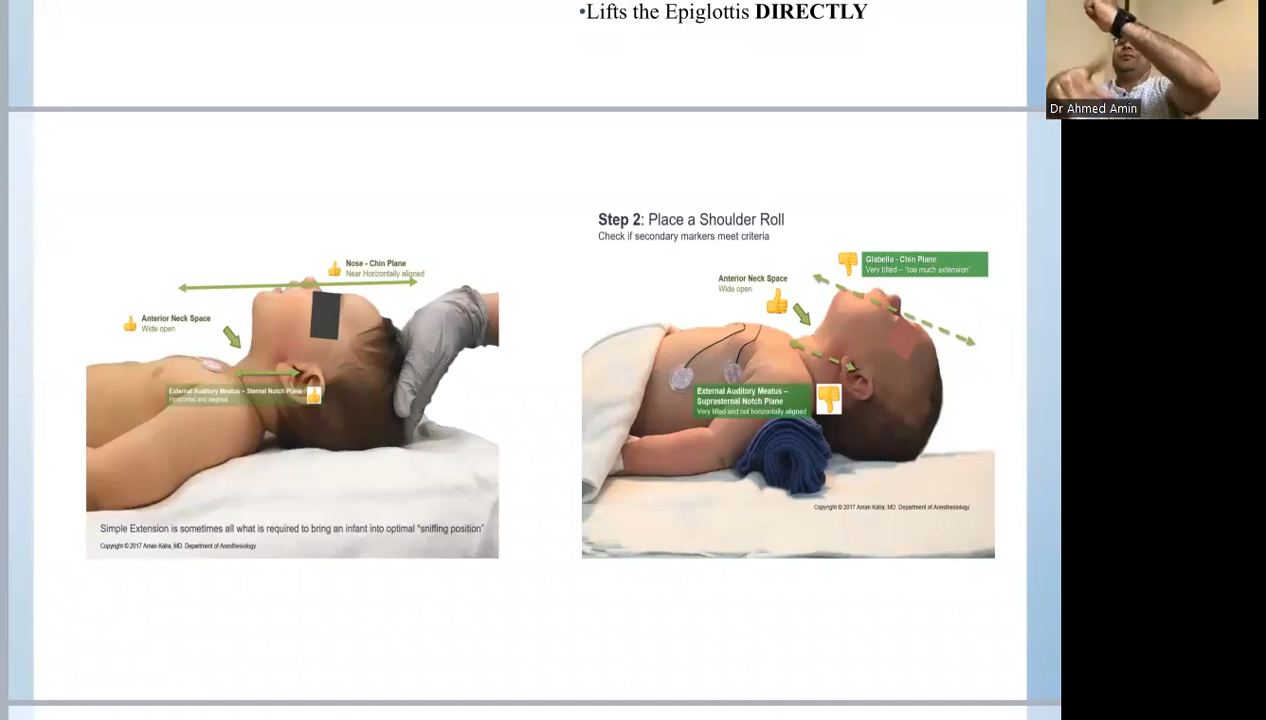 •Lifts the Epiglottis DIRECTLY
Dr Ahmed Amin
Nose - Chin Plane
Near Horizontally aligned
Anterior Neck Space
Wide open
External Auditory Meatus – Sternal Notch Plane
Horizontal and aligned
Simple Extension is sometimes all what is required to bring an infant into optimal “sniffing position”
Copyright © 2017 Aman Kalra, MD. Department of Anesthesiology
Step 2: Place a Shoulder Roll
Check if secondary markers meet criteria
Glabella - Chin Plane
Very tilted – “too much extension”
Anterior Neck Space
Wide open
External Auditory Meatus –
Suprasternal Notch Plane
Very tilted and not horizontally aligned
Copyright © 2017 Aman Kalra, MD. Department of Anesthesiology